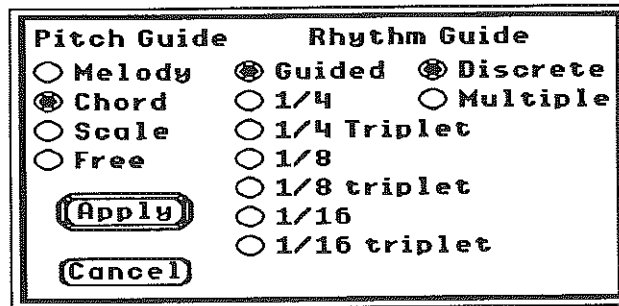 Pitch Guide Rhythm Guide
Melody Guided Discrete
Chord 1/4 Multiple
Scale 1/4 Triplet
Free 1/8
1/8 triplet
Apply 1/16
1/16 triplet
Cancel